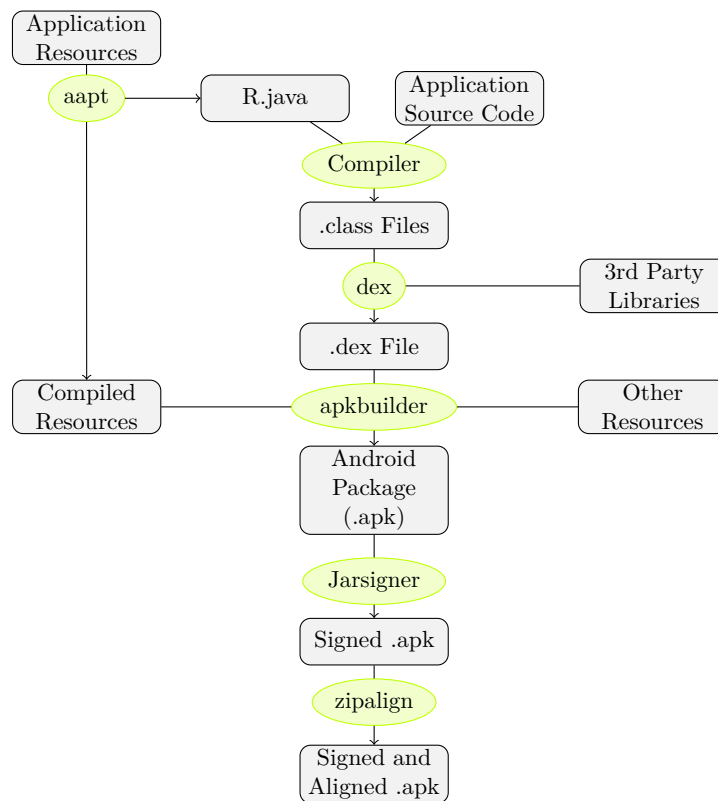 Application
Resources
aapt
R.java
Application
Source Code
Compiler
.class Files
dex
3rd Party
Libraries
.dex File
Compiled
Resources
apkbuilder
Other
Resources
Android
Package
(.apk)
Jarsigner
Signed .apk
zipalign
Signed and
Aligned .apk